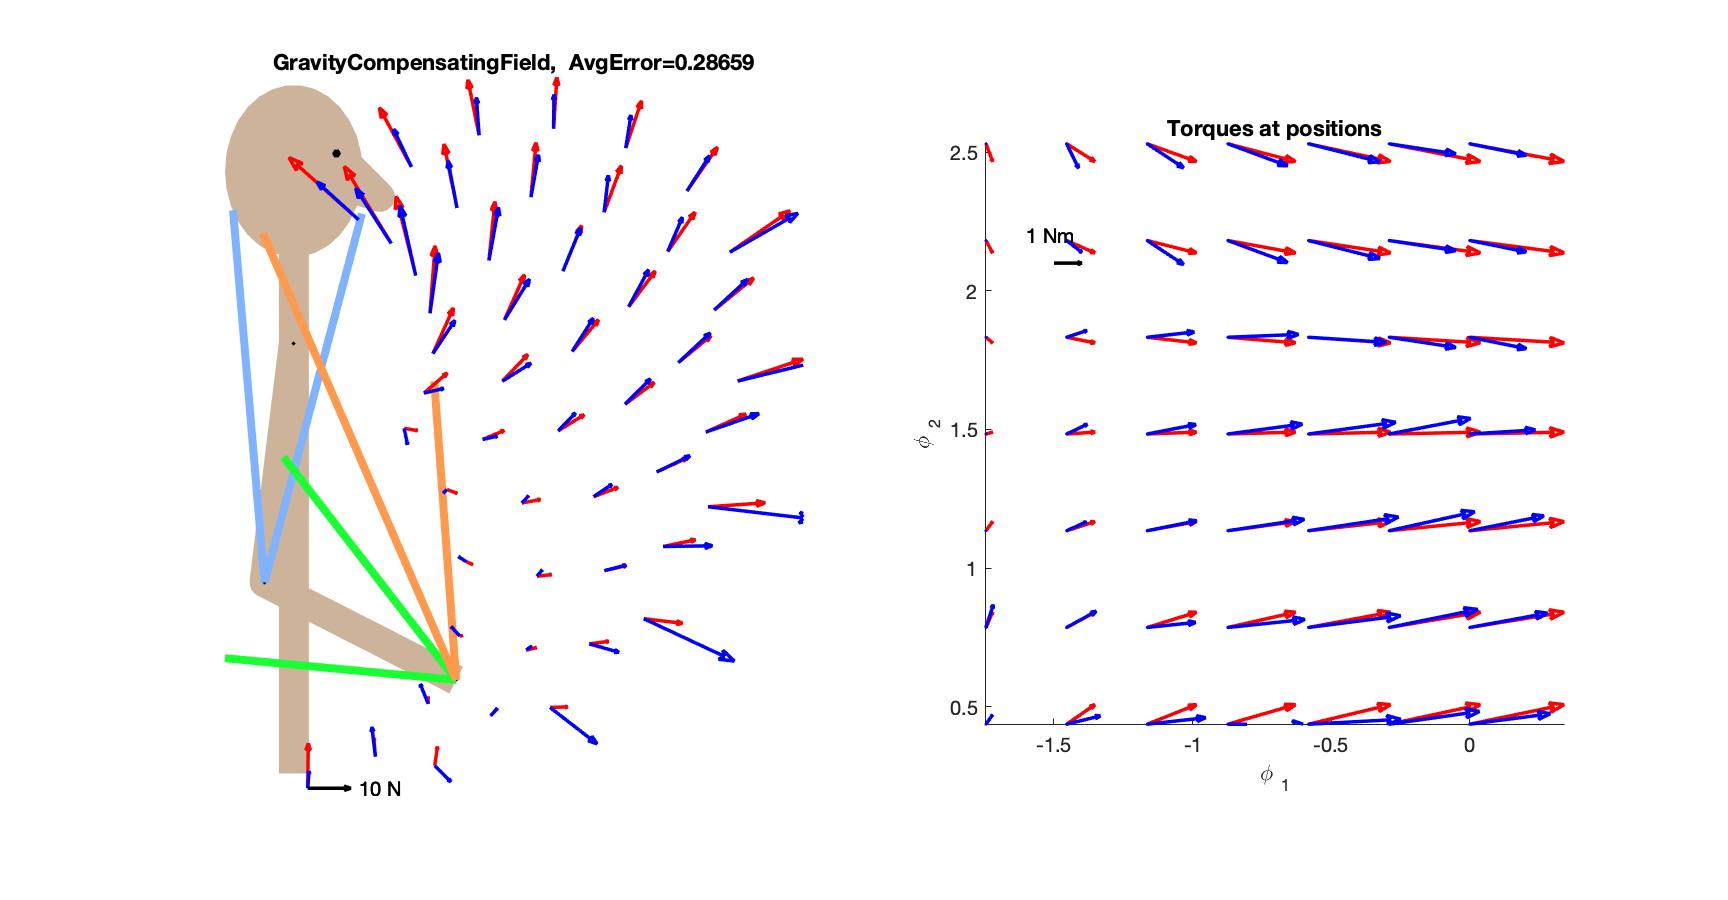 GravityCompensatingField,  AvgError=0.28659
10 N
Torques at positions
2.5
1 Nm
2
1.5
1
0.5
ϕ 2
-1.5 -1 -0.5 0
ϕ 1